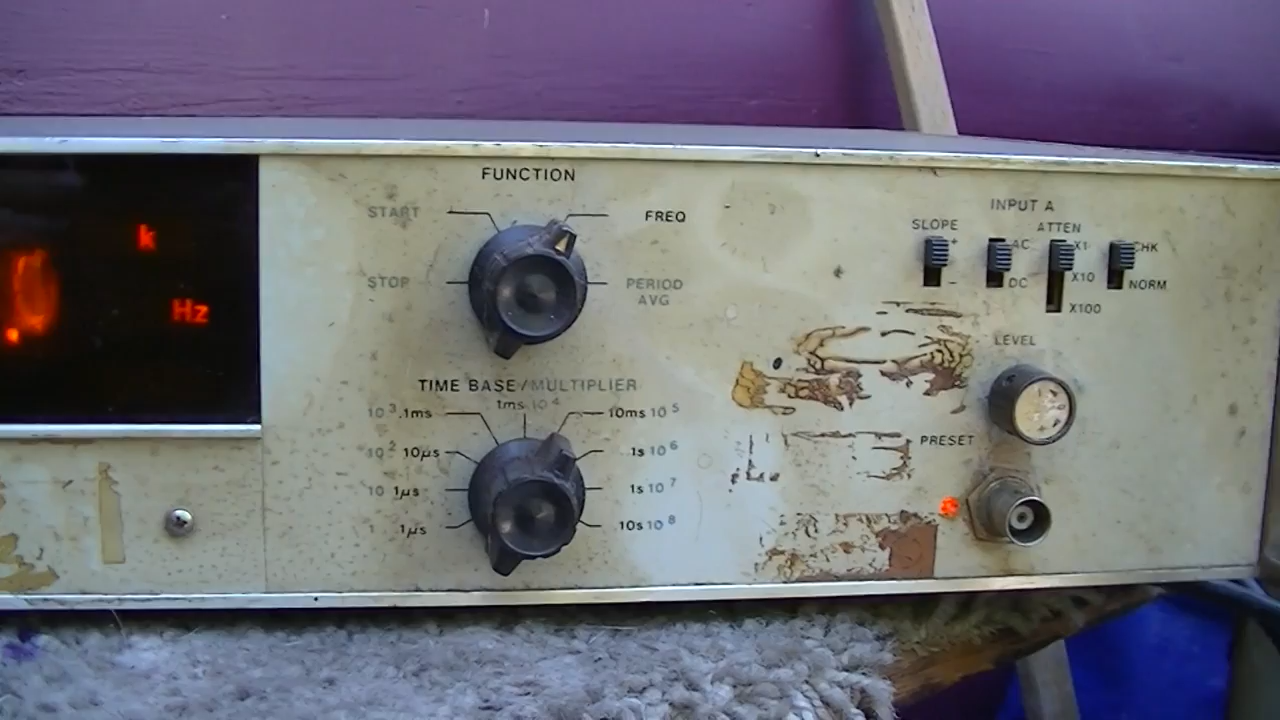 k
Hz
FUNCTION
START
FREQ
STOP
PERIOD
AVG
TIME BASE/MULTIPLIER
10³ .1ms
1ms 10⁴
10ms 10⁵
10² 10µs
1s 10⁶
10 1µs
1s 10⁷
1 .1µs
10s 10⁸
INPUT A
SLOPE
ATTEN
+
AC
X1
CHK
X10
-
DC
NORM
X100
LEVEL
PRESET